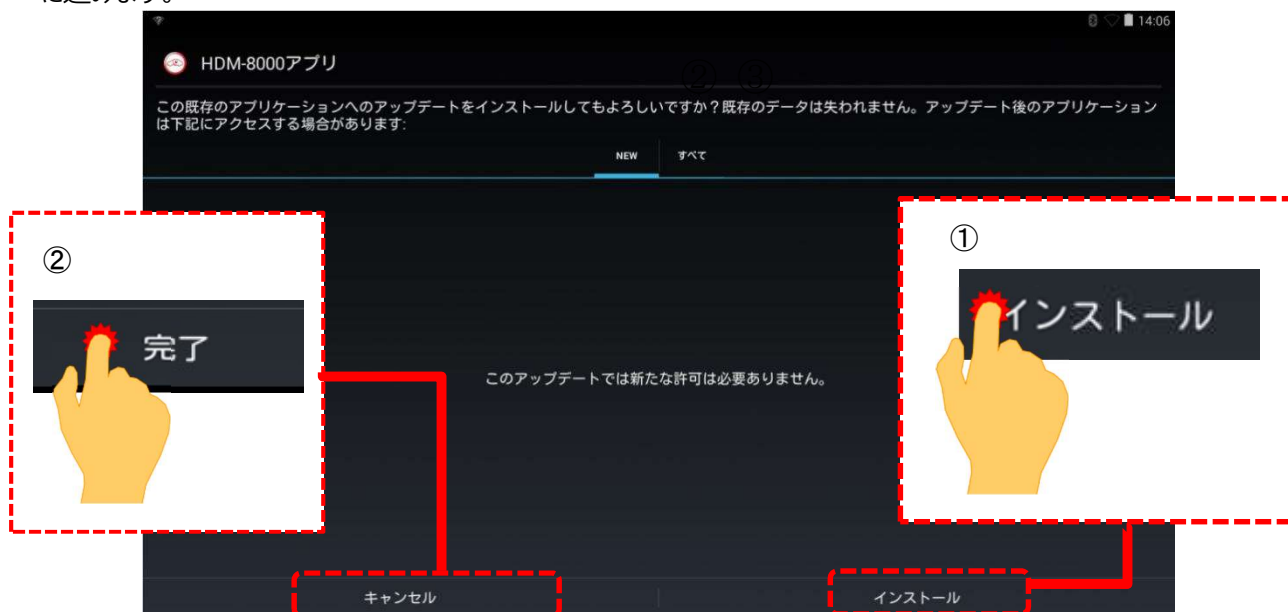 に進みます。
14:06
HDM-8000アプリ
② ③
この既存のアプリケーションへのアップデートをインストールしてもよろしいですか？既存のデータは失われません。アップデート後のアプリケーション
は下記にアクセスする場合があります:
NEW すべて
②
完了
①
インストール
このアップデートでは新たな許可は必要ありません。
キャンセル
インストール